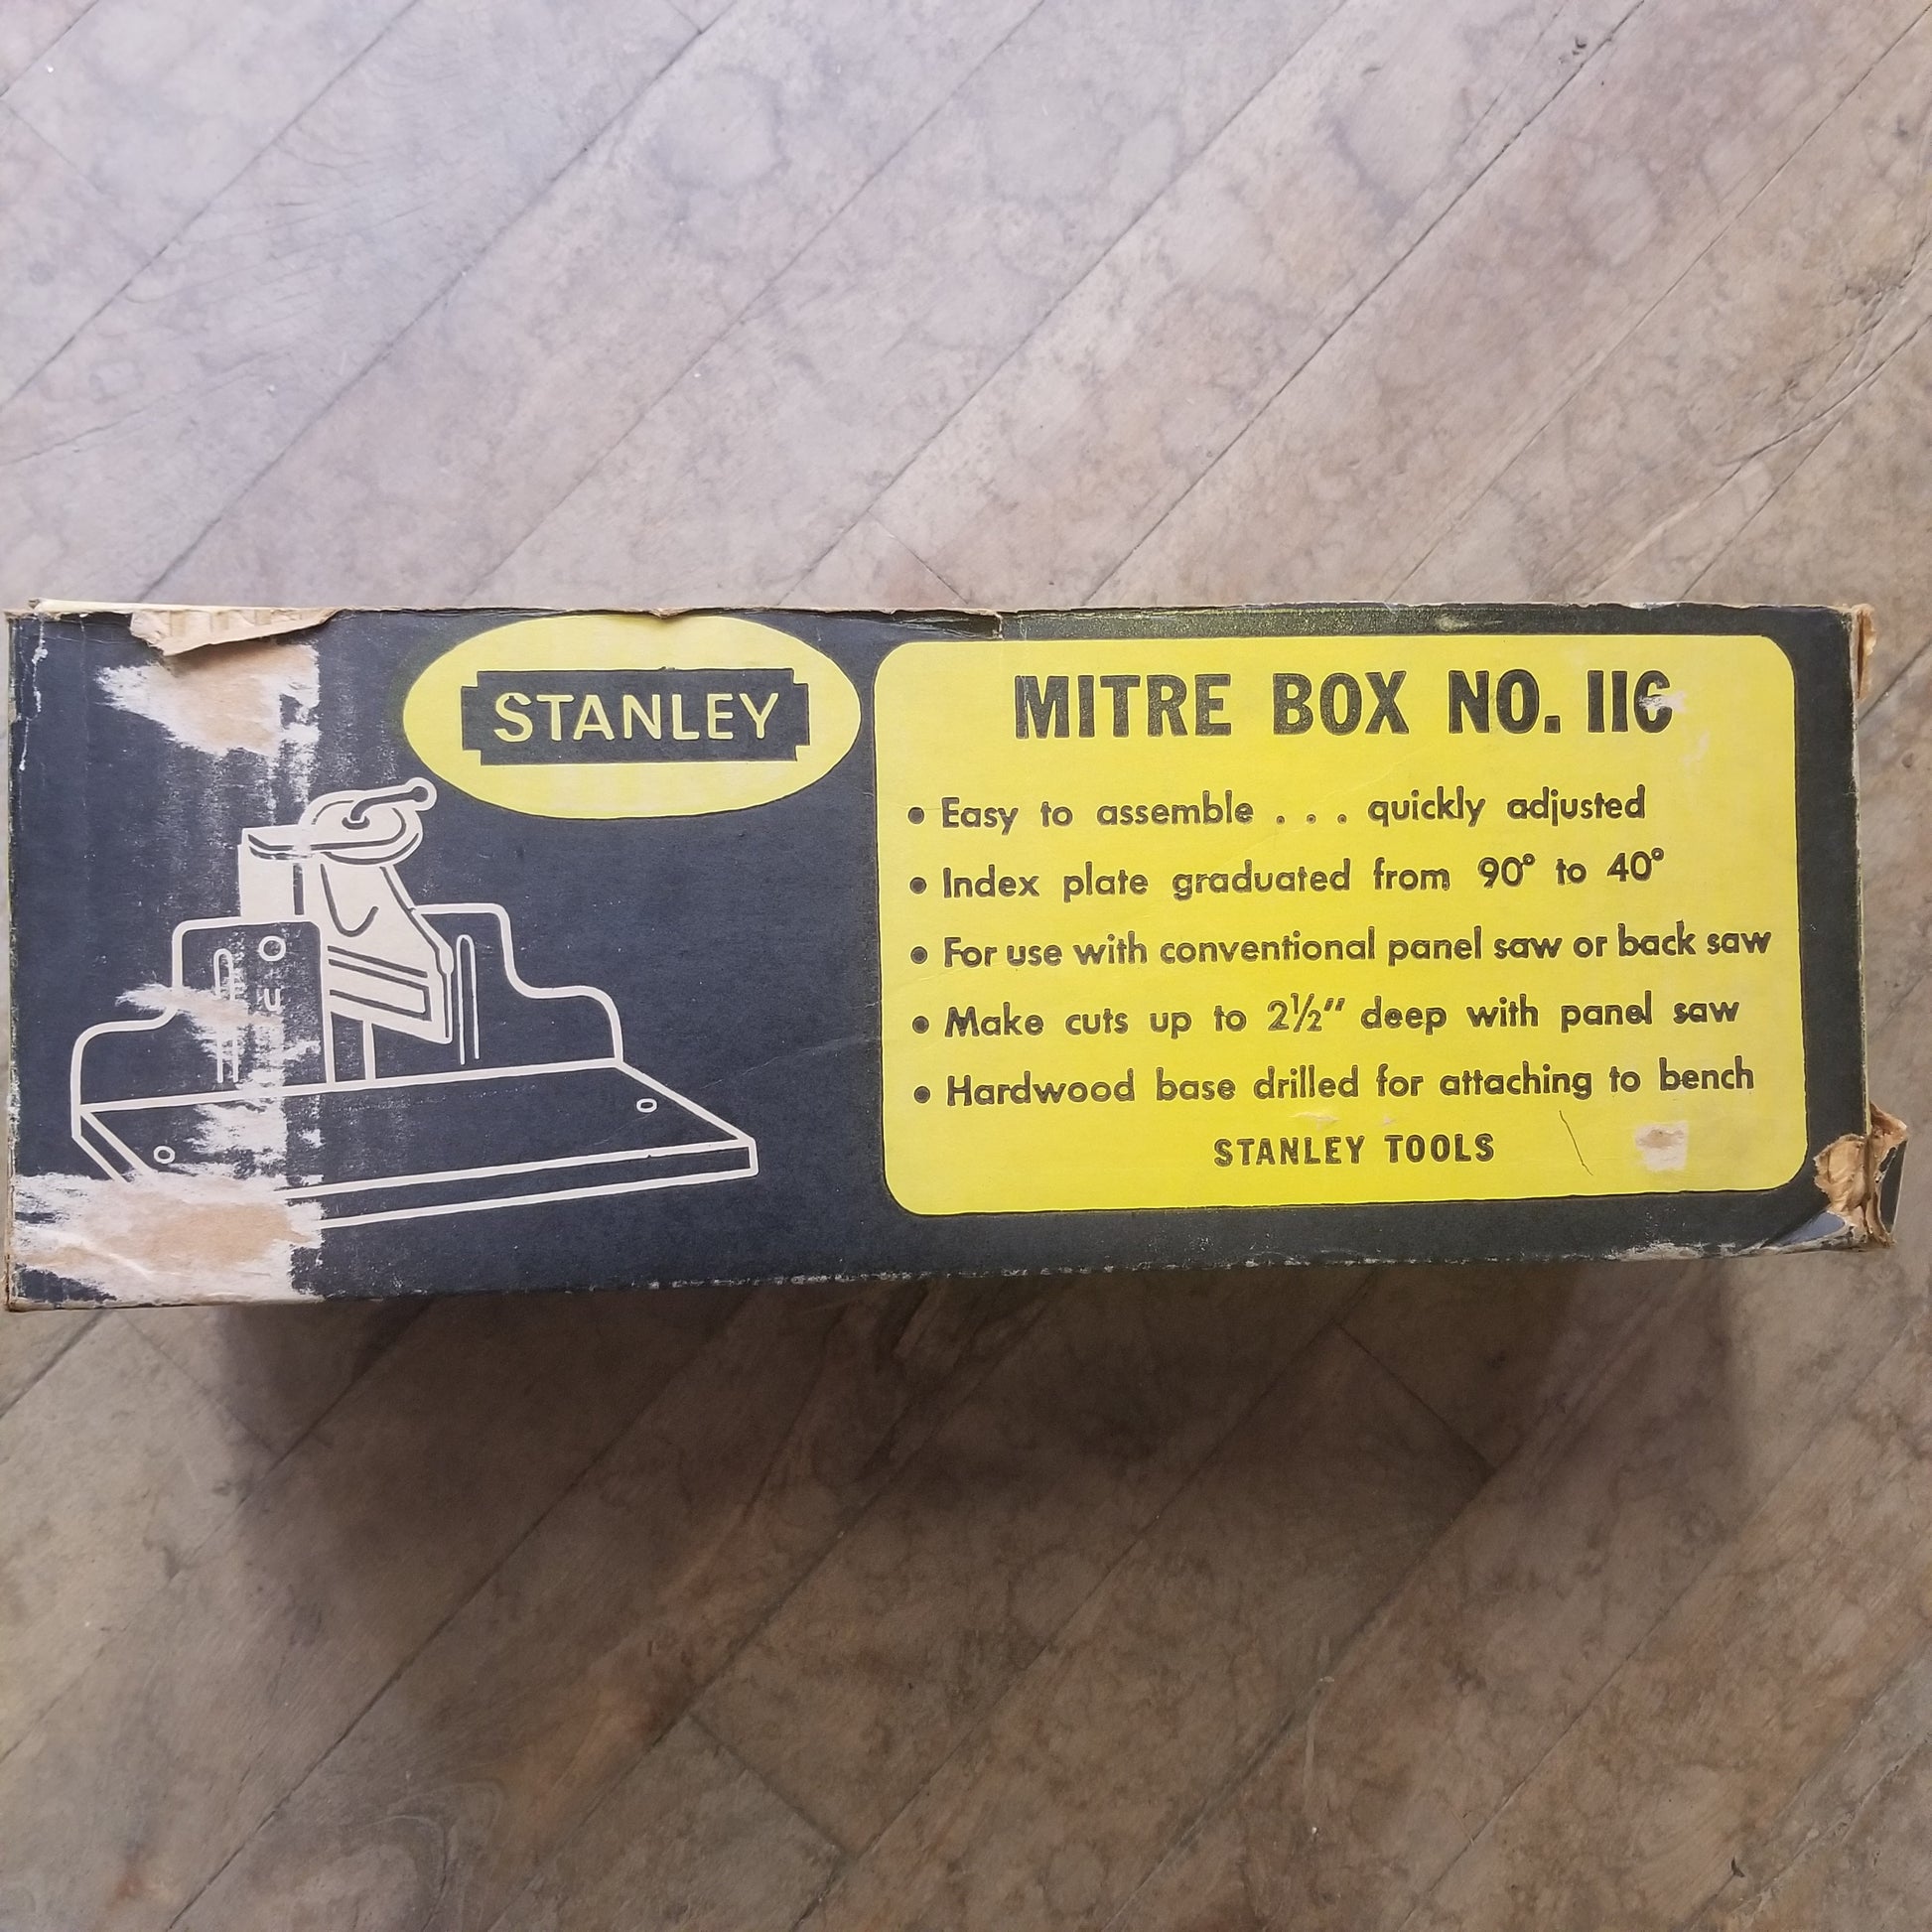 STANLEY
MITRE BOX NO. 11C
• Easy to assemble . . . quickly adjusted
• Index plate graduated from 90° to 40°
• For use with conventional panel saw or back saw
• Make cuts up to 2½" deep with panel saw
• Hardwood base drilled for attaching to bench
STANLEY TOOLS